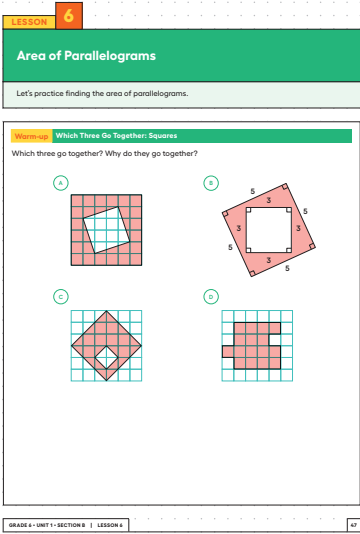 LESSON 6
Area of Parallelograms
Let's practice finding the area of parallelograms.
Warm-up Which Three Go Together: Squares
Which three go together? Why do they go together?
A
B
5
3
5
3
3
5
3
5
C
D
GRADE 6 • UNIT 1 • SECTION B | LESSON 6
47